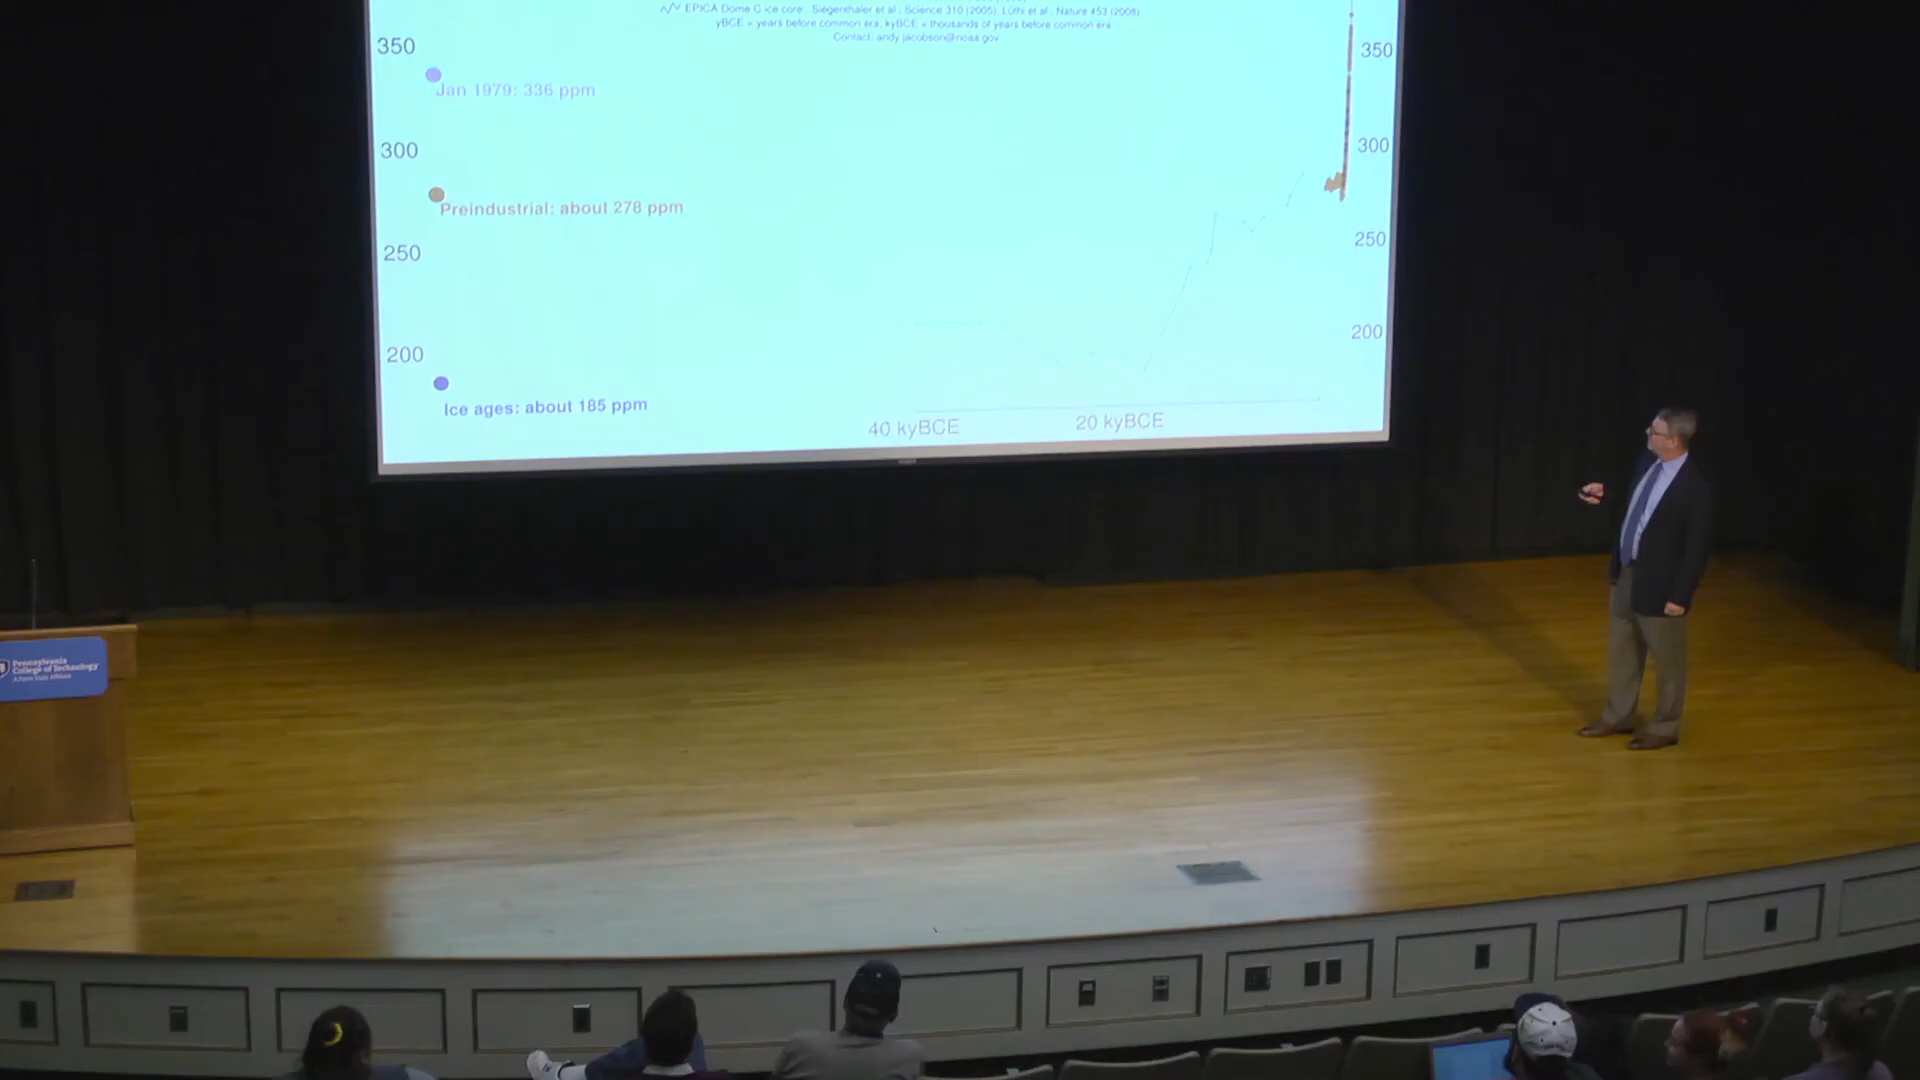 EPICA Dome C ice core: Siegenthaler et al., Science 310 (2005), Lüthi et al., Nature 453 (2008)
yBCE = years before common era, kyBCE = thousands of years before common era
Contact: andy.jacobson@noaa.gov
350
350
Jan 1979: 336 ppm
300
300
Preindustrial: about 278 ppm
250
250
200
200
Ice ages: about 185 ppm
40 kyBCE
20 kyBCE
Pennsylvania
College of Technology
A Penn State Affiliate